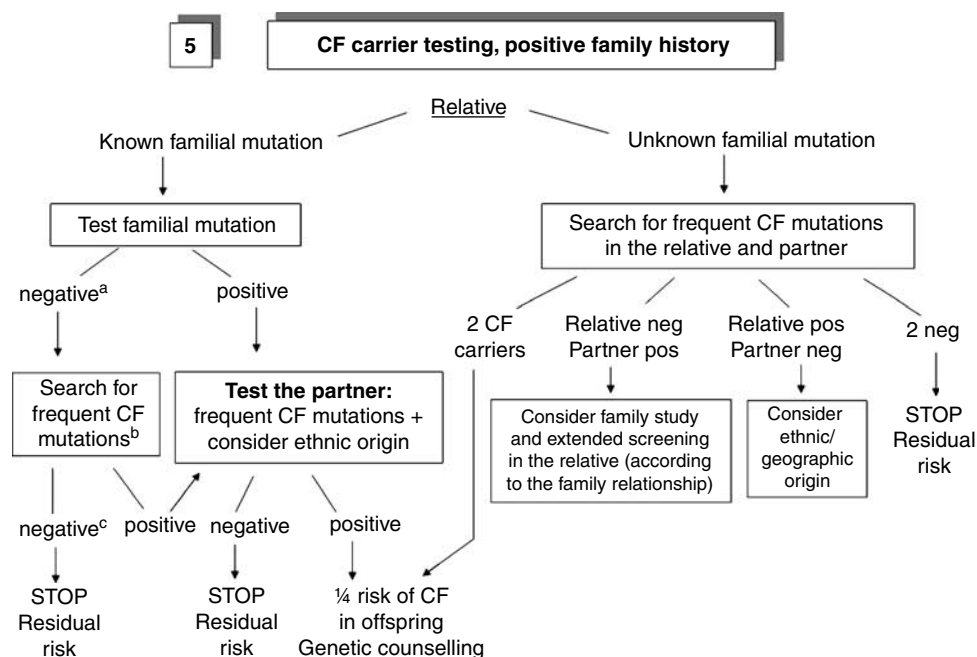 5
CF carrier testing, positive family history
Relative
Known familial mutation
Unknown familial mutation
Test familial mutation
Search for frequent CF mutations
in the relative and partner
negativeᵃ
positive
2 CF
carriers
Relative neg
Partner pos
Relative pos
Partner neg
2 neg
Search for
frequent CF
mutationsᵇ
Test the partner:
frequent CF mutations +
consider ethnic origin
Consider family study
and extended screening
in the relative (according
to the family relationship)
Consider
ethnic/
geographic
origin
STOP
Residual
risk
negativeᶜ
positive
negative
positive
STOP
Residual
risk
STOP
Residual
risk
¼ risk of CF
in offspring
Genetic counselling